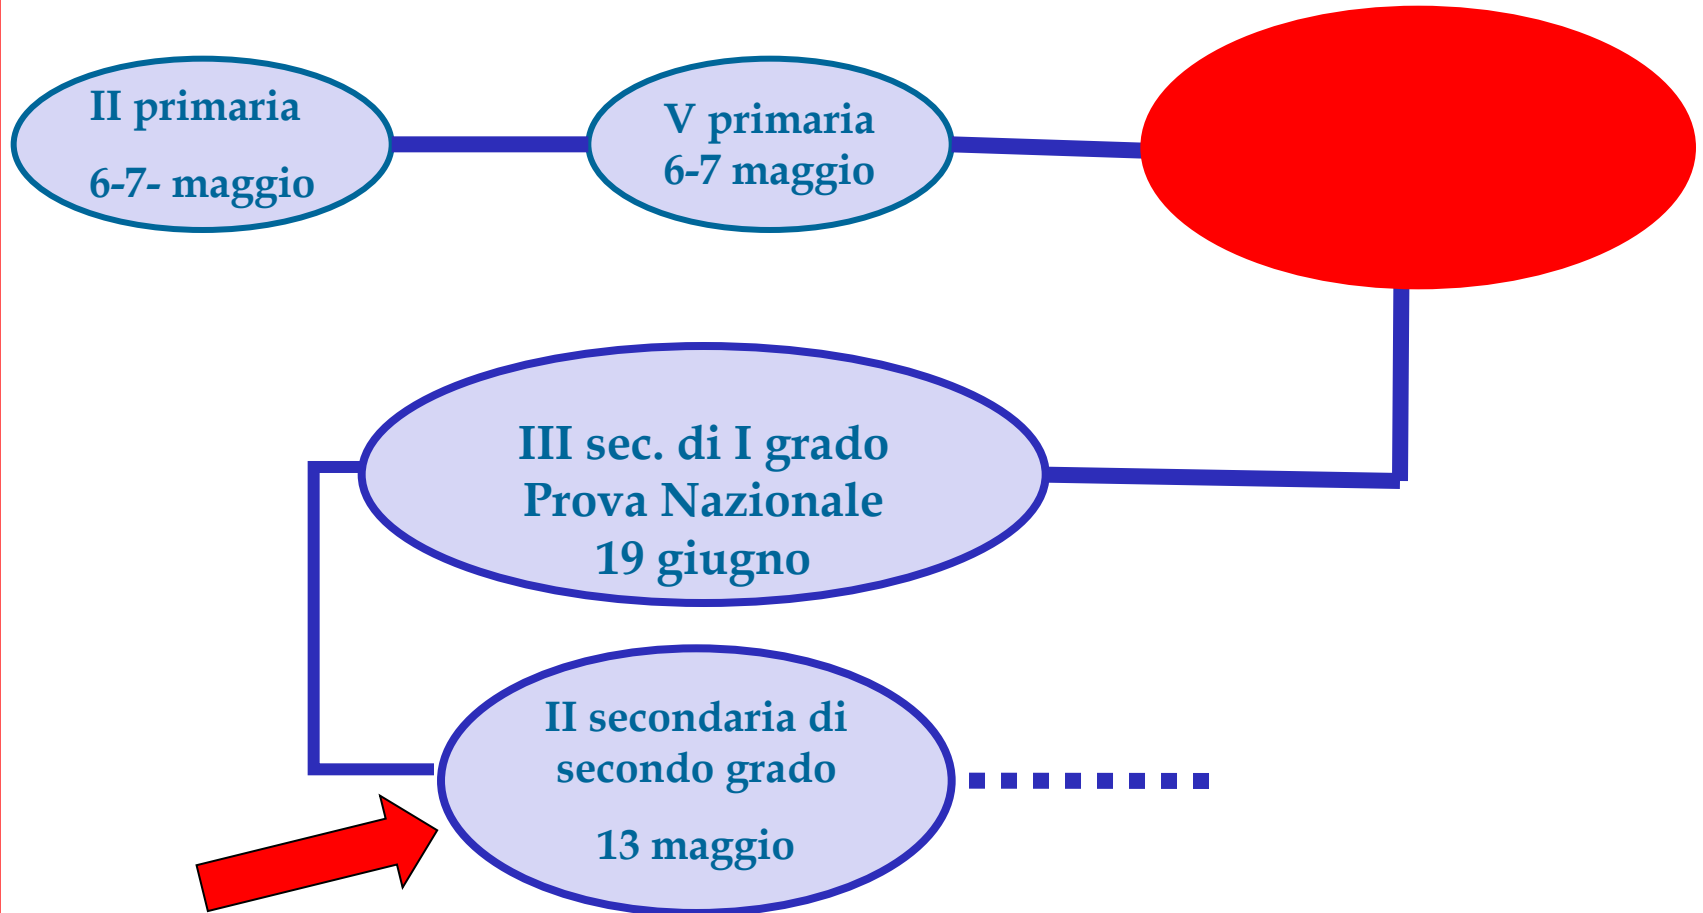 II primaria
6-7- maggio
V primaria
6-7 maggio
III sec. di I grado
Prova Nazionale
19 giugno
II secondaria di
secondo grado
13 maggio